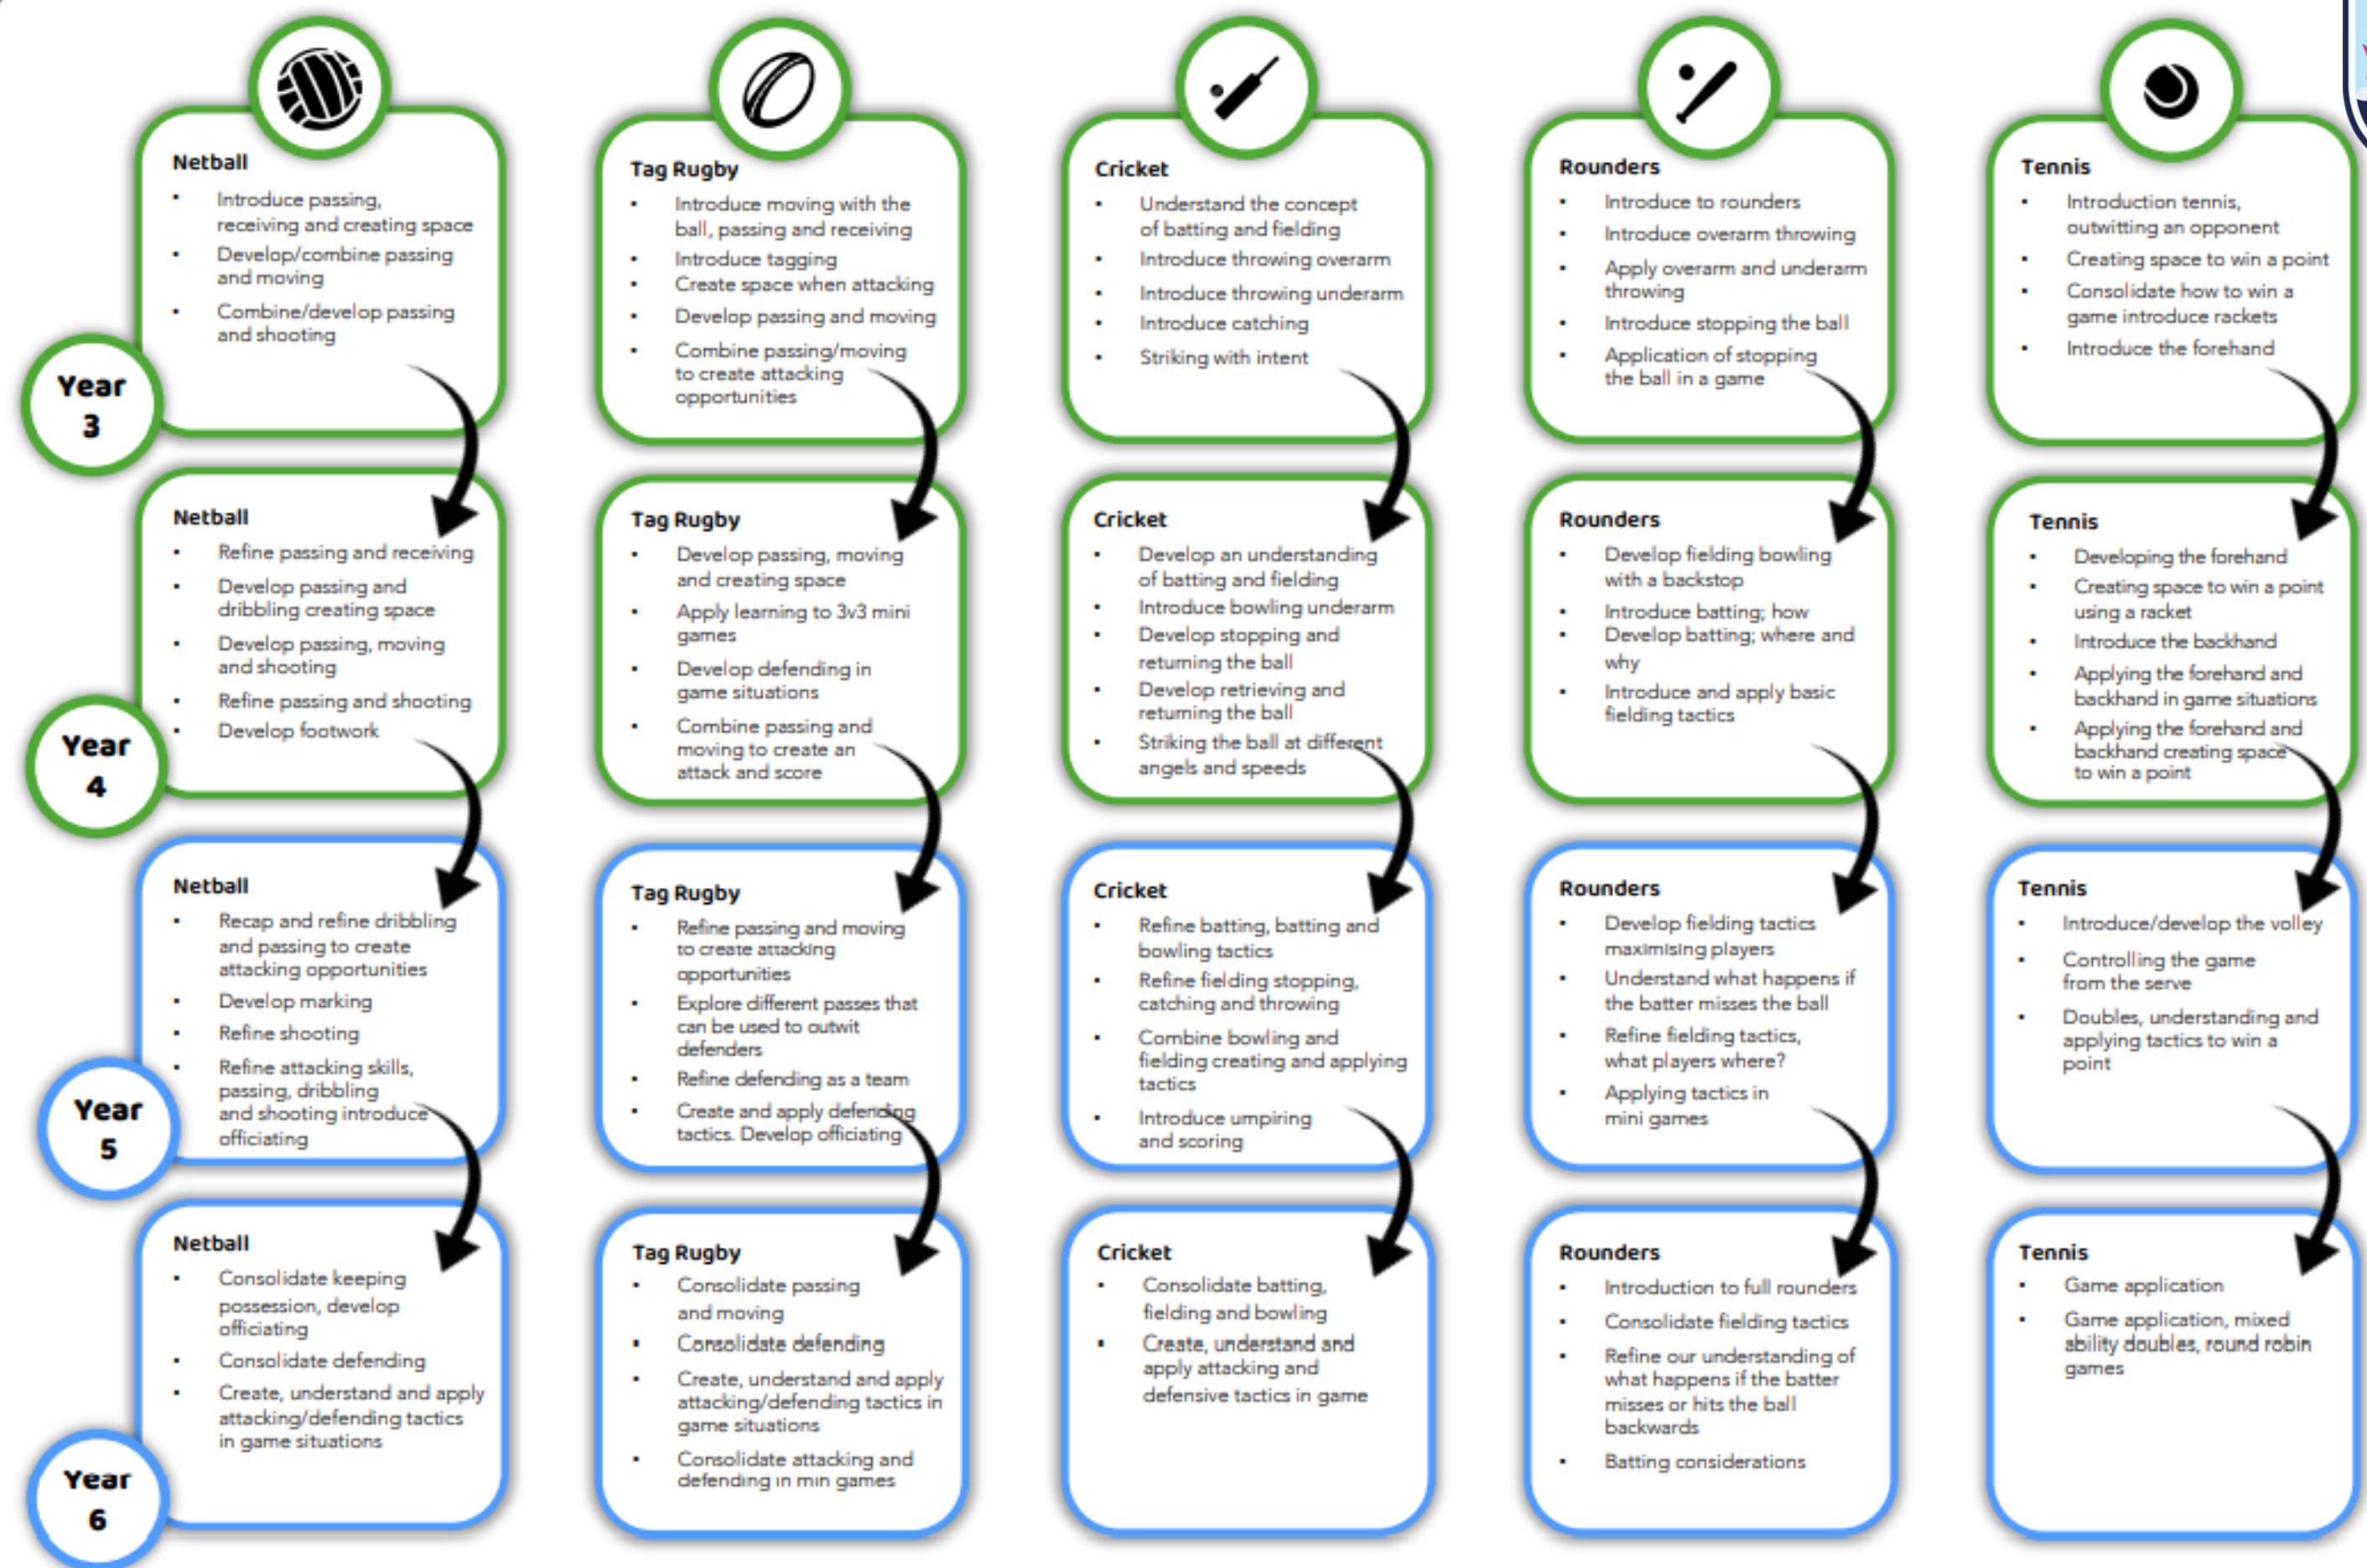 Netball
▪ Introduce passing,
receiving and creating space
▪ Develop/combine passing
and moving
▪ Combine/develop passing
and shooting
Tag Rugby
▪ Introduce moving with the
ball, passing and receiving
▪ Introduce tagging
▪ Create space when attacking
▪ Develop passing and moving
▪ Combine passing/moving
to create attacking
opportunities
Cricket
▪ Understand the concept
of batting and fielding
▪ Introduce throwing overarm
▪ Introduce throwing underarm
▪ Introduce catching
▪ Striking with intent
Rounders
▪ Introduce to rounders
▪ Introduce overarm throwing
▪ Apply overarm and underarm
throwing
▪ Introduce stopping the ball
▪ Application of stopping
the ball in a game
Tennis
▪ Introduction tennis,
outwitting an opponent
▪ Creating space to win a point
▪ Consolidate how to win a
game introduce rackets
▪ Introduce the forehand
Year
3
Netball
▪ Refine passing and receiving
▪ Develop passing and
dribbling creating space
▪ Develop passing, moving
and shooting
▪ Refine passing and shooting
▪ Develop footwork
Tag Rugby
▪ Develop passing, moving
and creating space
▪ Apply learning to 3v3 mini
games
▪ Develop defending in
game situations
▪ Combine passing and
moving to create an
attack and score
Cricket
▪ Develop an understanding
of batting and fielding
▪ Introduce bowling underarm
▪ Develop stopping and
returning the ball
▪ Develop retrieving and
returning the ball
▪ Striking the ball at different
angels and speeds
Rounders
▪ Develop fielding bowling
with a backstop
▪ Introduce batting; how
▪ Develop batting; where and
why
▪ Introduce and apply basic
fielding tactics
Tennis
▪ Developing the forehand
▪ Creating space to win a point
using a racket
▪ Introduce the backhand
▪ Applying the forehand and
backhand in game situations
▪ Applying the forehand and
backhand creating space
to win a point
Year
4
Netball
▪ Recap and refine dribbling
and passing to create
attacking opportunities
▪ Develop marking
▪ Refine shooting
▪ Refine attacking skills,
passing, dribbling
and shooting introduce
officiating
Tag Rugby
▪ Refine passing and moving
to create attacking
opportunities
▪ Explore different passes that
can be used to outwit
defenders
▪ Refine defending as a team
▪ Create and apply defending
tactics. Develop officiating
Cricket
▪ Refine batting, batting and
bowling tactics
▪ Refine fielding stopping,
catching and throwing
▪ Combine bowling and
fielding creating and applying
tactics
▪ Introduce umpiring
and scoring
Rounders
▪ Develop fielding tactics
maximising players
▪ Understand what happens if
the batter misses the ball
▪ Refine fielding tactics,
what players where?
▪ Applying tactics in
mini games
Tennis
▪ Introduce/develop the volley
▪ Controlling the game
from the serve
▪ Doubles, understanding and
applying tactics to win a
point
Year
5
Netball
▪ Consolidate keeping
possession, develop
officiating
▪ Consolidate defending
▪ Create, understand and apply
attacking/defending tactics
in game situations
Tag Rugby
▪ Consolidate passing
and moving
▪ Consolidate defending
▪ Create, understand and apply
attacking/defending tactics in
game situations
▪ Consolidate attacking and
defending in min games
Cricket
▪ Consolidate batting,
fielding and bowling
▪ Create, understand and
apply attacking and
defensive tactics in game
Rounders
▪ Introduction to full rounders
▪ Consolidate fielding tactics
▪ Refine our understanding of
what happens if the batter
misses or hits the ball
backwards
▪ Batting considerations
Tennis
▪ Game application
▪ Game application, mixed
ability doubles, round robin
games
Year
6